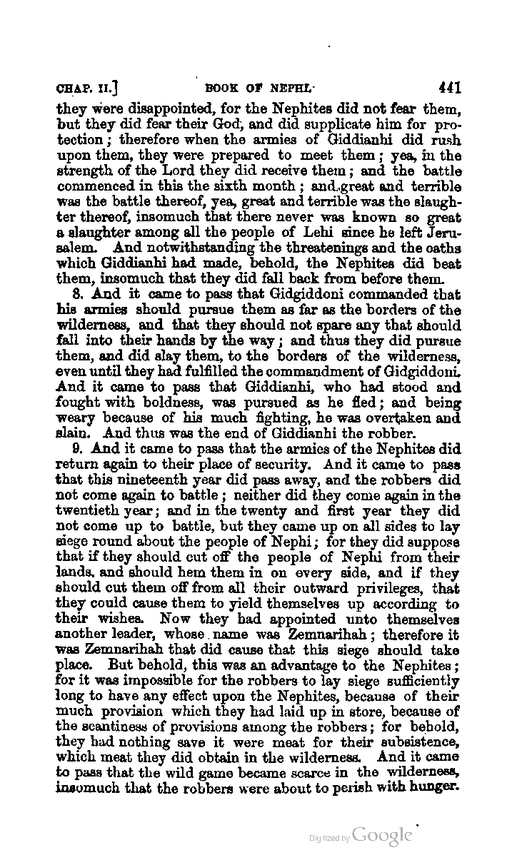 CHAP. II.] BOOK OF NEPHI. 441
they were disappointed, for the Nephites did not fear them,
but they did fear their God, and did supplicate him for pro-
tection; therefore when the armies of Giddianhi did rush
upon them, they were prepared to meet them; yea, in the
strength of the Lord they did receive them; and the battle
commenced in this the sixth month; and great and terrible
was the battle thereof, yea, great and terrible was the slaugh-
ter thereof, insomuch that there never was known so great
a slaughter among all the people of Lehi since he left Jeru-
salem. And notwithstanding the threatenings and the oaths
which Giddianhi had made, behold, the Nephites did beat
them, insomuch that they did fall back from before them.
8. And it came to pass that Gidgiddoni commanded that
his armies should pursue them as far as the borders of the
wilderness, and that they should not spare any that should
fall into their hands by the way; and thus they did pursue
them, and did slay them, to the borders of the wilderness,
even until they had fulfilled the commandment of Gidgiddoni.
And it came to pass that Giddianhi, who had stood and
fought with boldness, was pursued as he fled; and being
weary because of his much fighting, he was overtaken and
slain. And thus was the end of Giddianhi the robber.
9. And it came to pass that the armies of the Nephites did
return again to their place of security. And it came to pass
that this nineteenth year did pass away, and the robbers did
not come again to battle; neither did they come again in the
twentieth year; and in the twenty and first year they did
not come up to battle, but they came up on all sides to lay
siege round about the people of Nephi; for they did suppose
that if they should cut off the people of Nephi from their
lands, and should hem them in on every side, and if they
should cut them off from all their outward privileges, that
they could cause them to yield themselves up according to
their wishes. Now they had appointed unto themselves
another leader, whose name was Zemnarihah; therefore it
was Zemnarihah that did cause that this siege should take
place. But behold, this was an advantage to the Nephites;
for it was impossible for the robbers to lay siege sufficiently
long to have any effect upon the Nephites, because of their
much provision which they had laid up in store, because of
the scantiness of provisions among the robbers; for behold,
they had nothing save it were meat for their subsistence,
which meat they did obtain in the wilderness. And it came
to pass that the wild game became scarce in the wilderness,
insomuch that the robbers were about to perish with hunger.
Digitized by Google